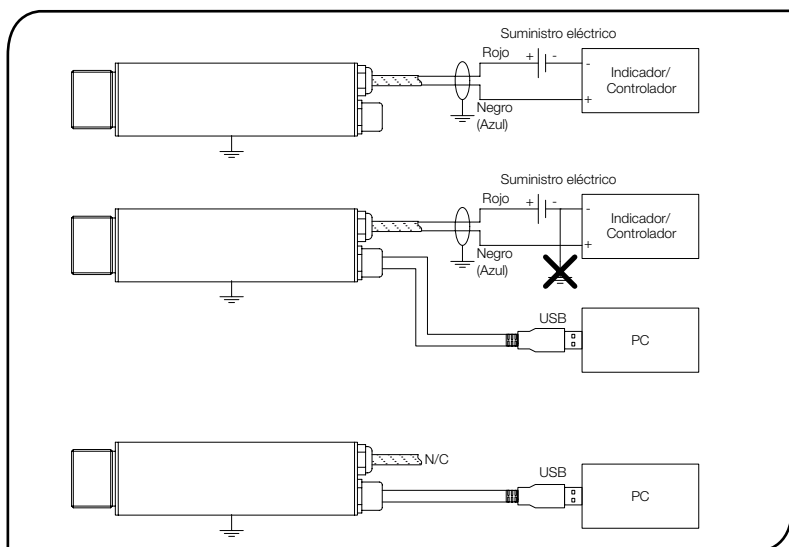 Suministro eléctrico
Rojo
+
-
-
Indicador/
Controlador
+
Negro
(Azul)
Suministro eléctrico
Rojo
+
-
-
Indicador/
Controlador
+
Negro
(Azul)
USB
PC
N/C
USB
PC